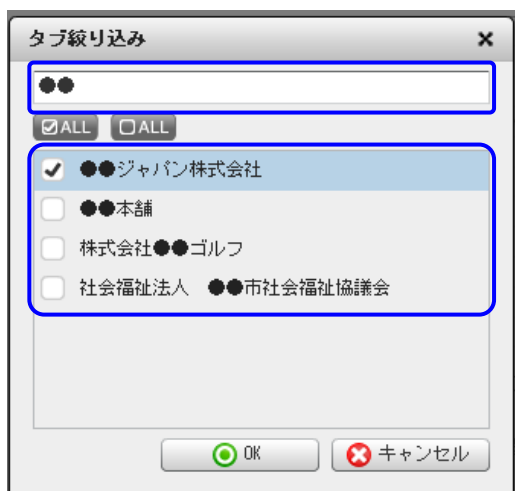 タブ絞り込み
●●
ALL ALL
●●ジャパン株式会社
●●本舗
株式会社●●ゴルフ
社会福祉法人　●●市社会福祉協議会
OK キャンセル